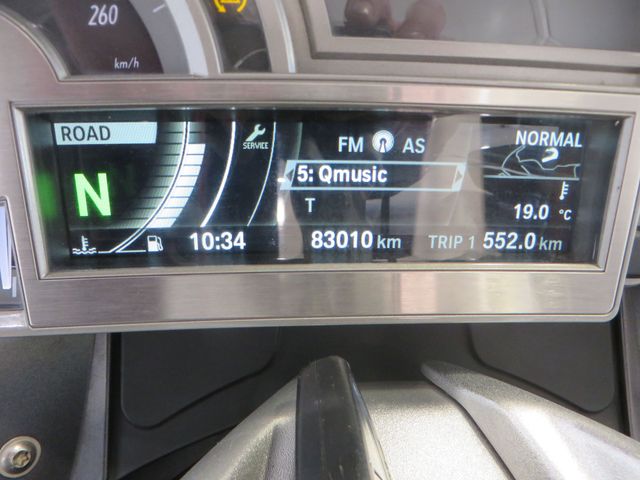 260
km/h
ROAD
SERVICE
FM AS
NORMAL
5: Qmusic
N
T
19.0 °C
10:34
83010 km
TRIP 1 552.0 km